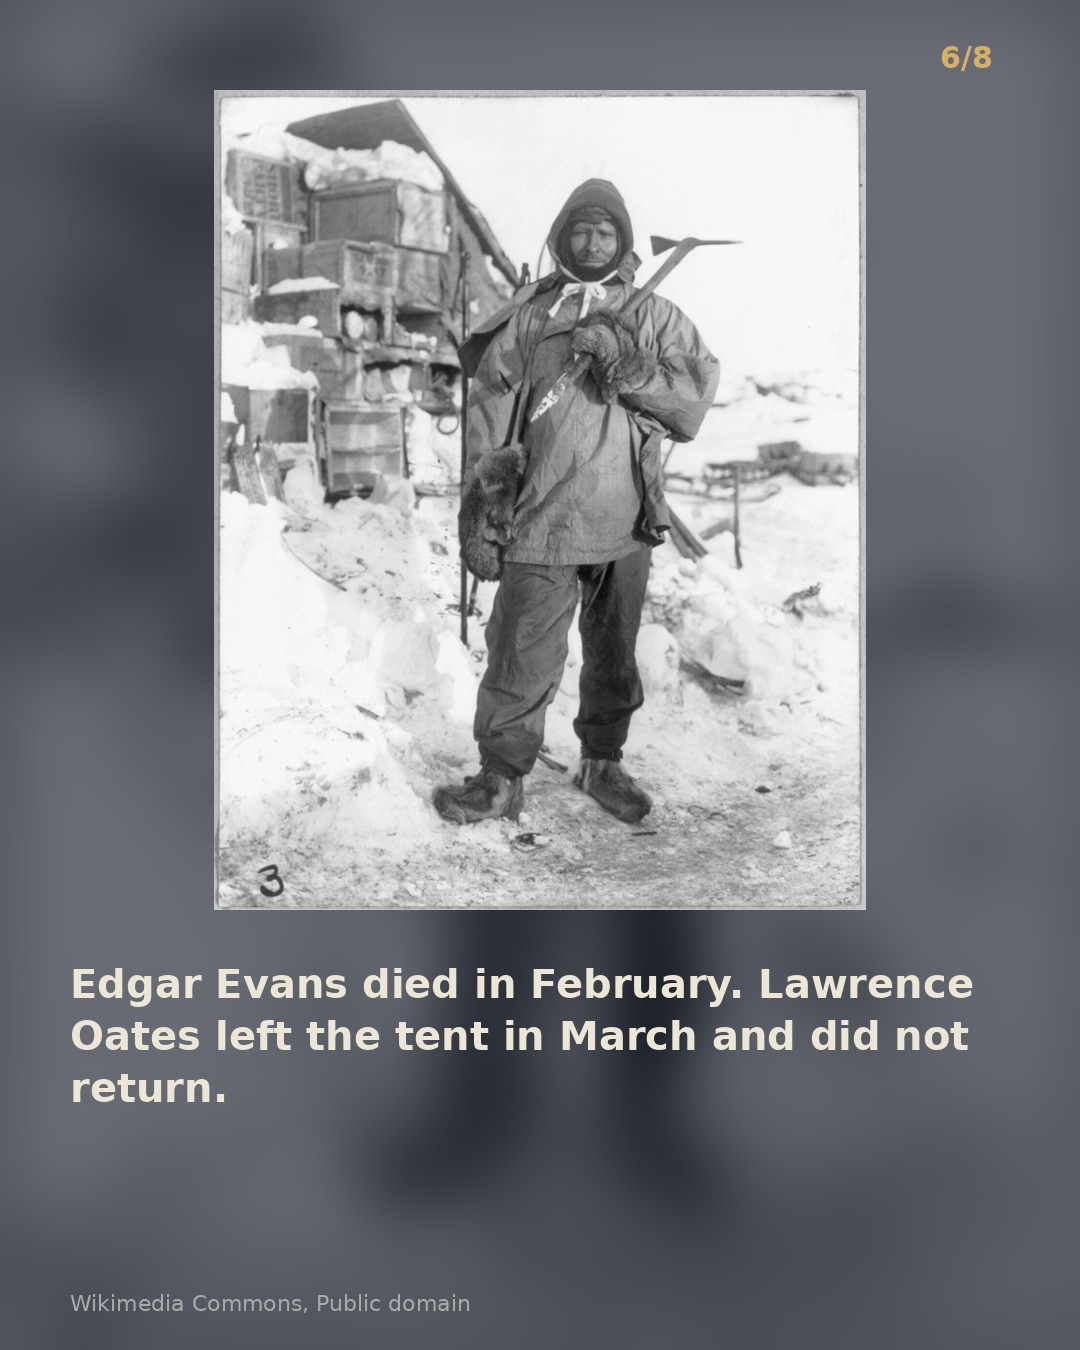 6/8
3
Edgar Evans died in February. Lawrence
Oates left the tent in March and did not
return.
Wikimedia Commons, Public domain